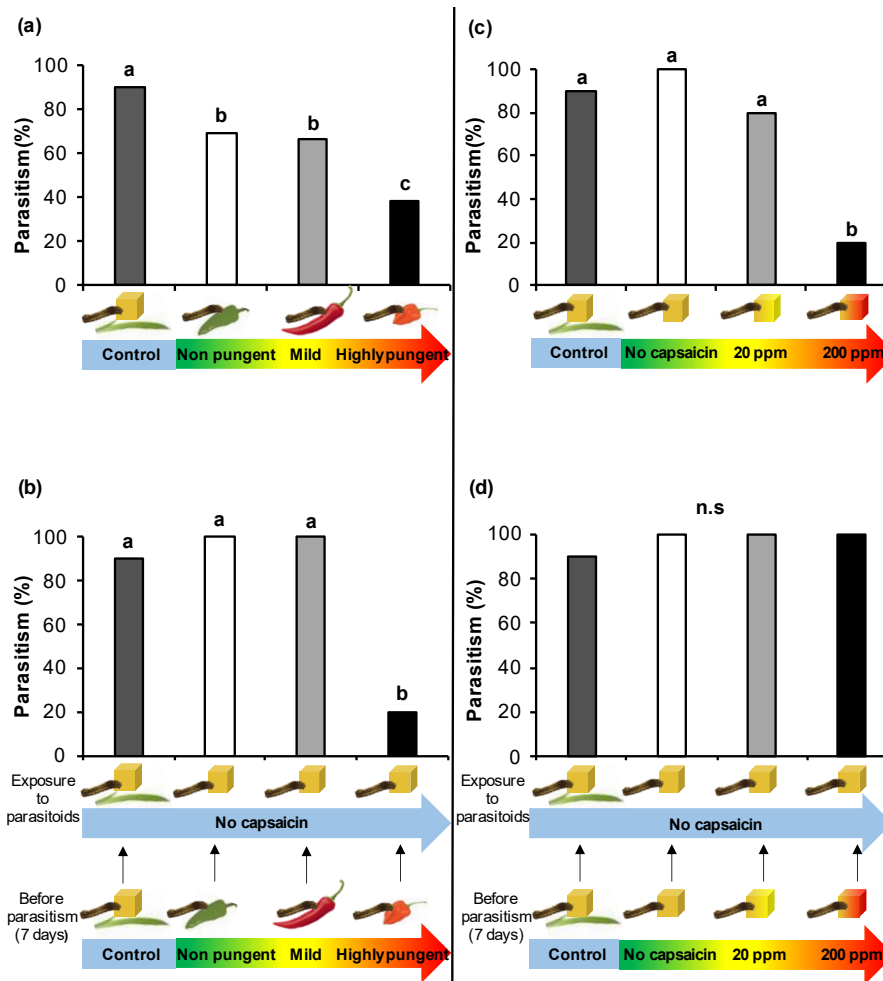 (a)
Parasitism (%)
100
80
60
40
20
0
a
b
b
c
Control
Non pungent
Mild
Highly pungent
(c)
Parasitism (%)
100
80
60
40
20
0
a
a
a
b
Control
No capsaicin
20 ppm
200 ppm
(b)
Parasitism (%)
100
80
60
40
20
0
a
a
a
b
Exposure
to
parasitoids
No capsaicin
Before
parasitism
(7 days)
Control
Non pungent
Mild
Highly pungent
(d)
Parasitism (%)
100
80
60
40
20
0
n.s
Exposure
to
parasitoids
No capsaicin
Before
parasitism
(7 days)
Control
No capsaicin
20 ppm
200 ppm